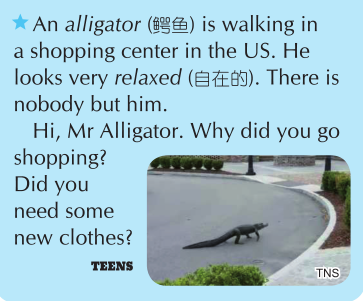 ★ An alligator (鳄鱼) is walking in
a shopping center in the US. He
looks very relaxed (自在的). There is
nobody but him.
Hi, Mr Alligator. Why did you go
shopping?
Did you
need some
new clothes?
TEENS
TNS